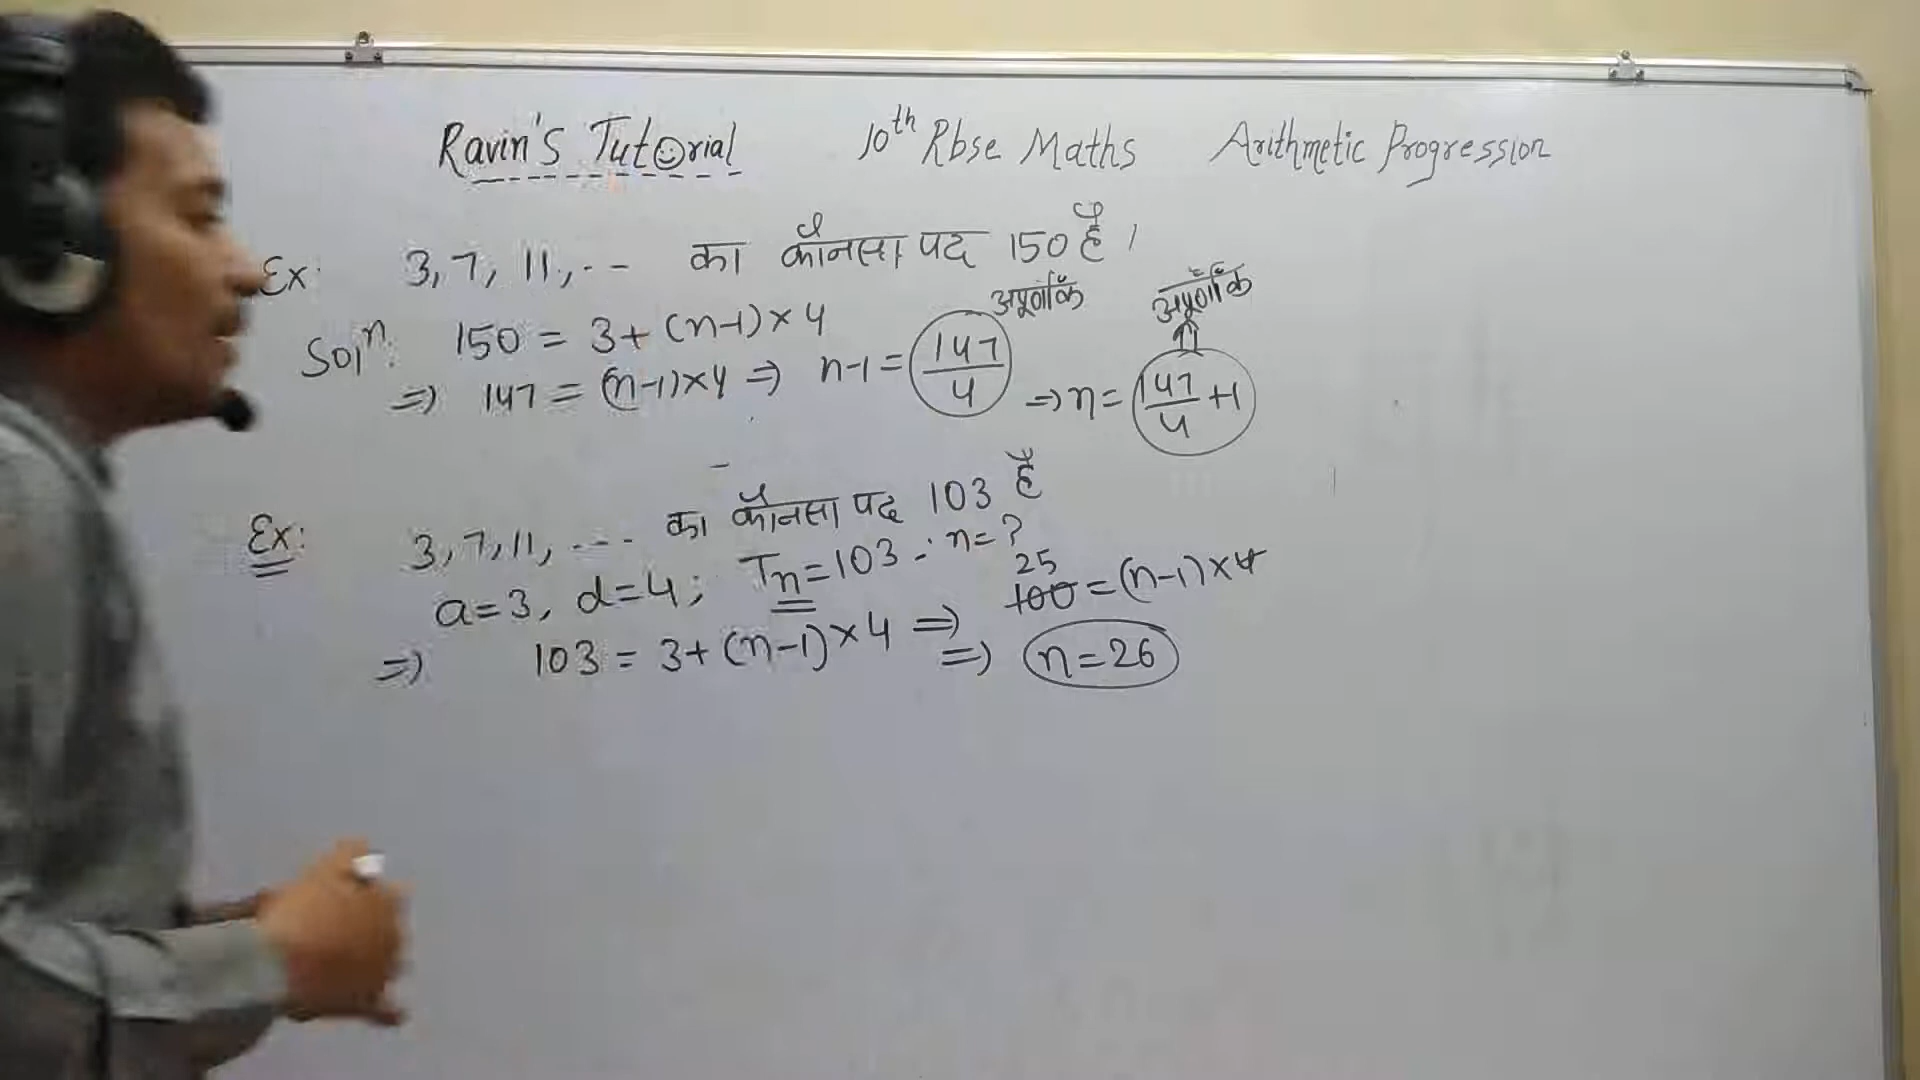 Ravin's Tutorial 10th Rbse Maths Arithmetic Progression
Ex: 3, 7, 11, -- का कौनसा पद 150 है।
अपूर्णांक अपूर्णांक
Solⁿ: 150 = 3+(n-1)×4
⇒ 147 = (n-1)×4 ⇒ n-1 = 147/4 ⇒ n = 147/4 +1
Ex: 3, 7, 11, --- का कौनसा पद 103 है
a=3, d=4; Tn=103 ∴ n=?
25
⇒ 103 = 3+(n-1)×4 ⇒ 100 = (n-1)×4
⇒ n=26